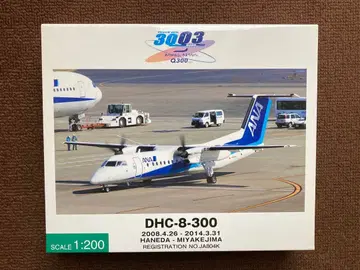 3003
Q300
ANA
ANA
DHC-8-300
2008.4.26 - 2014.3.31
HANEDA - MIYAKEJIMA
REGISTRATION NO.JA804K
SCALE 1:200